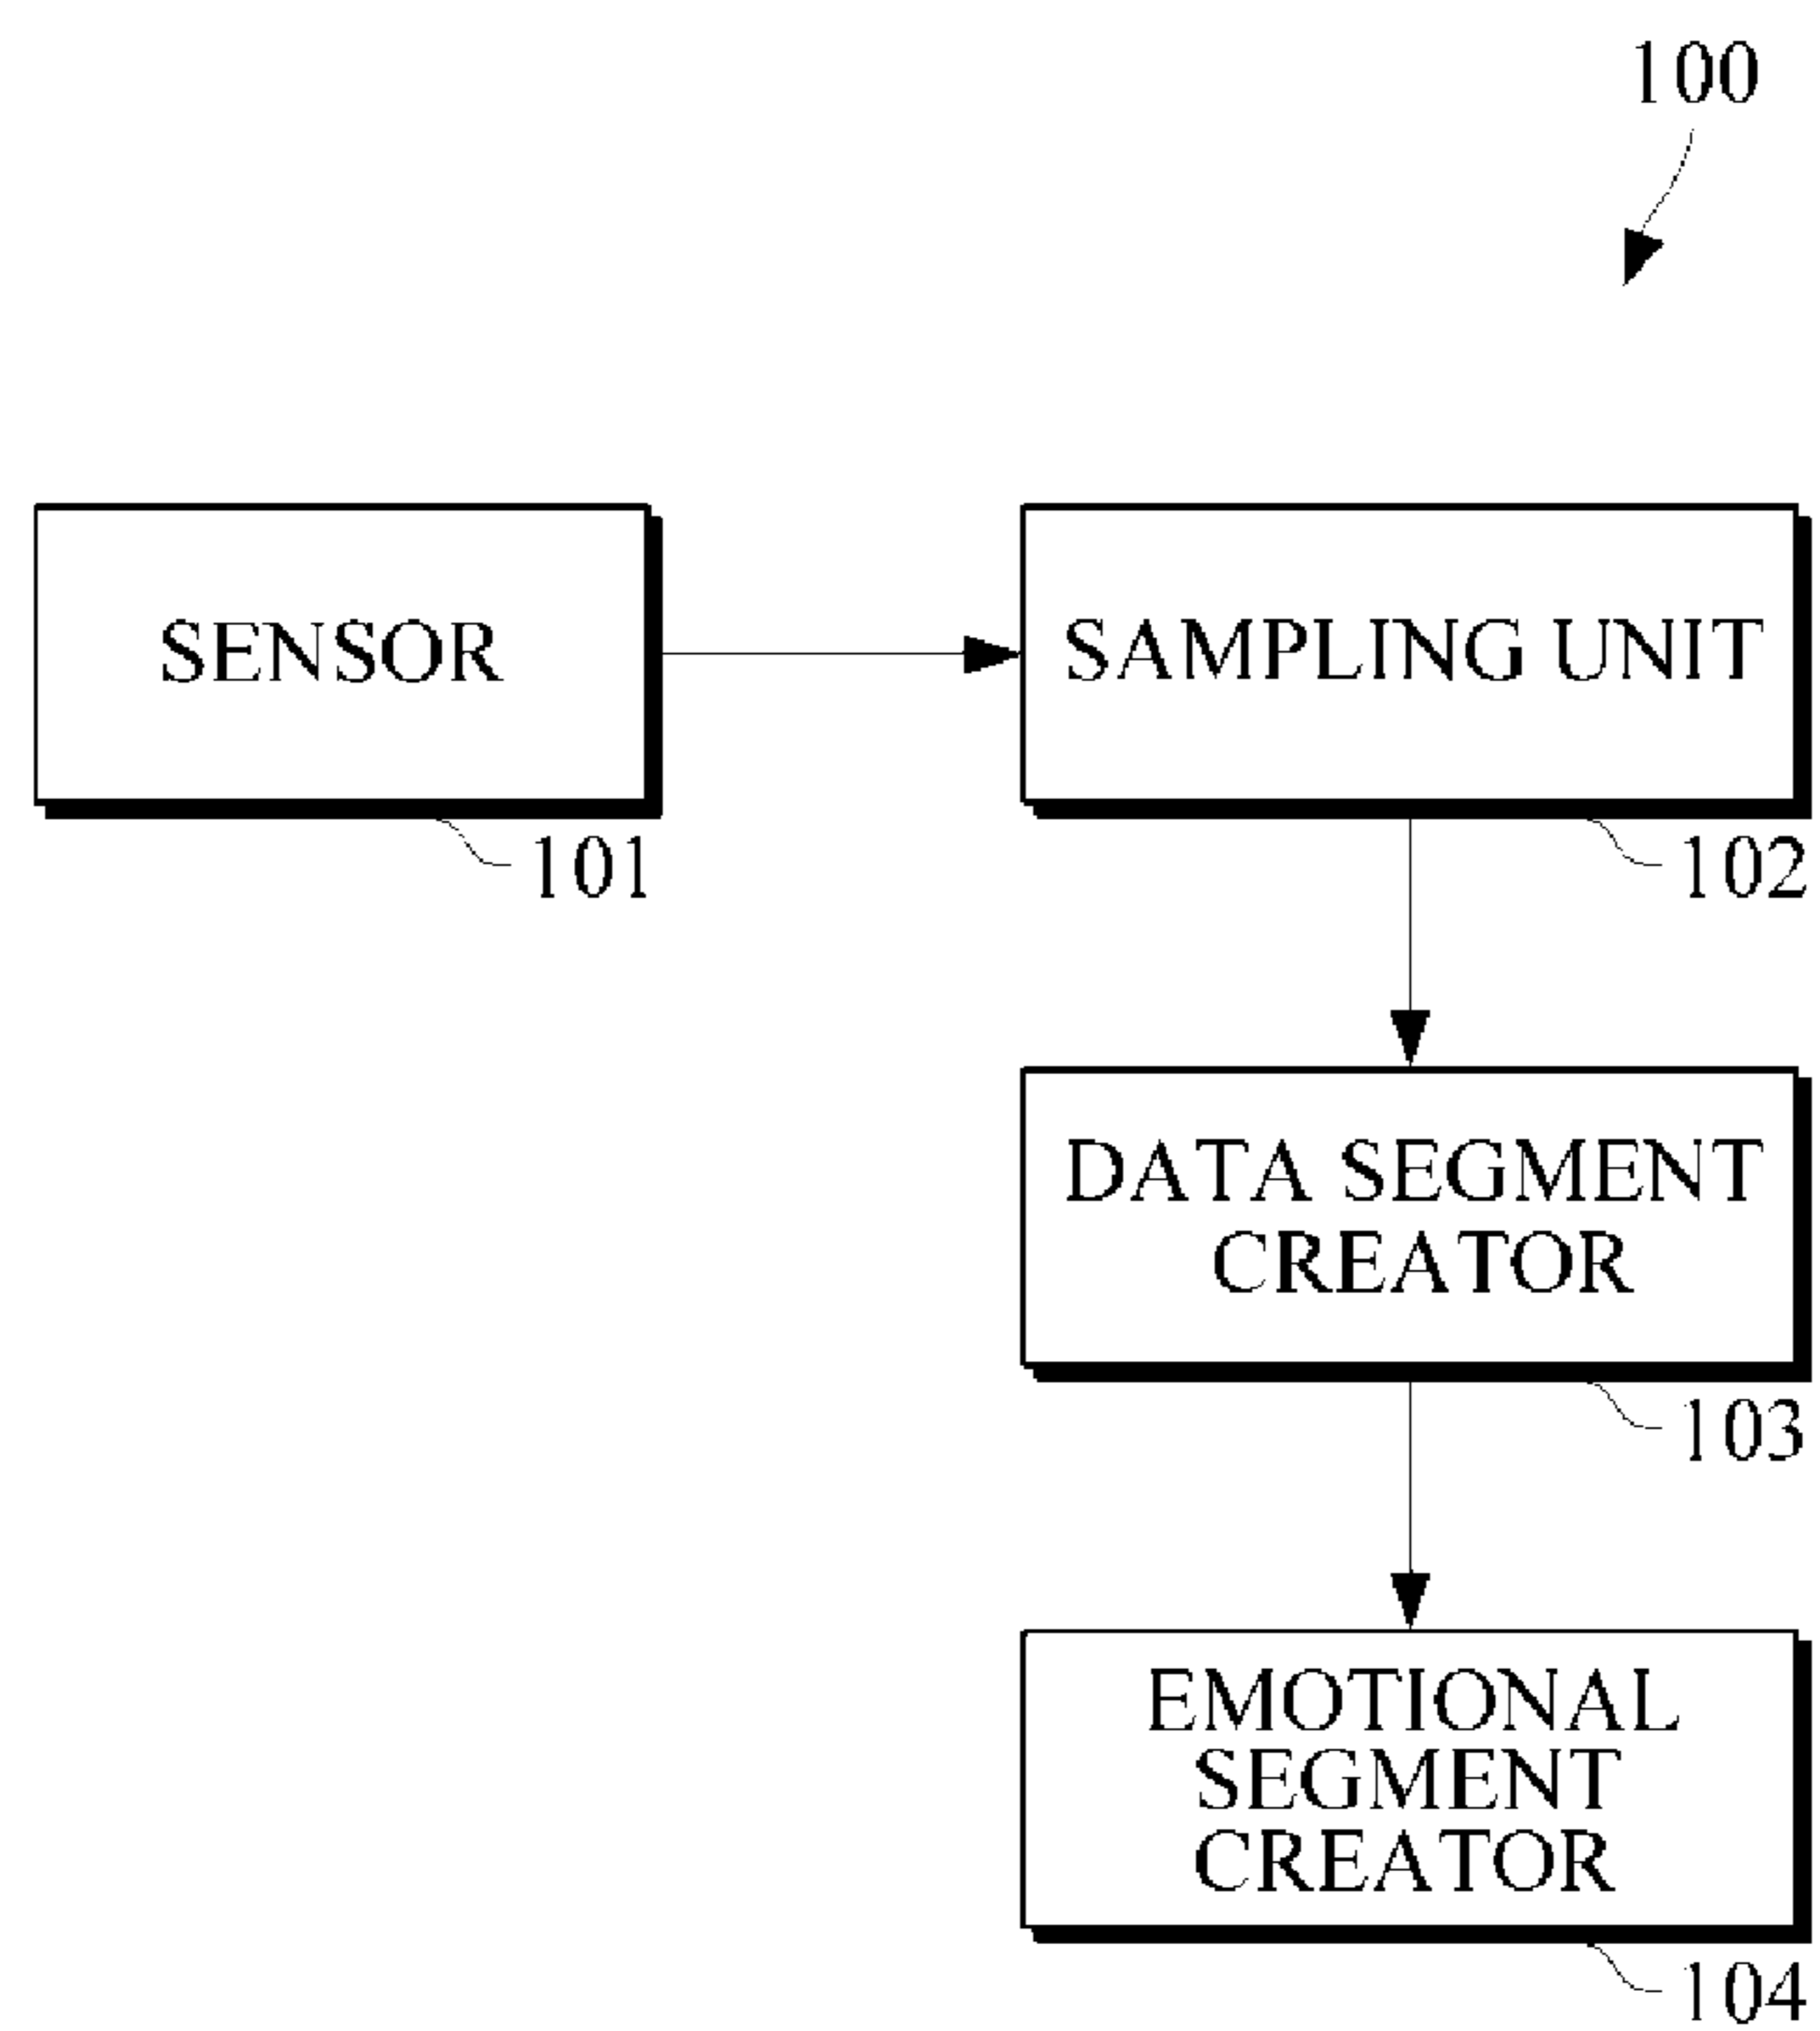 100
SENSOR
SAMPLING UNIT
101
102
DATA SEGMENT
CREATOR
103
EMOTIONAL
SEGMENT
CREATOR
104